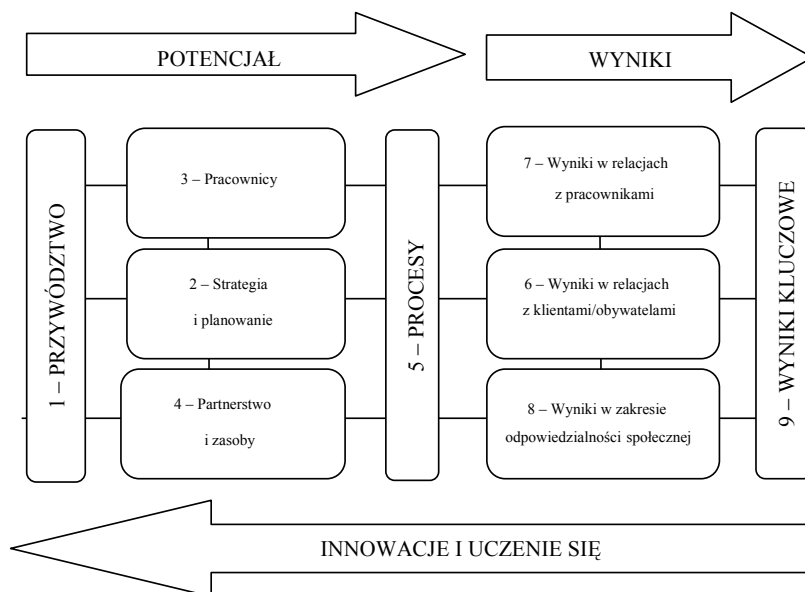 POTENCJAŁ
WYNIKI
1 – PRZYWÓDZTWO
3 – Pracownicy
2 – Strategia
i planowanie
4 – Partnerstwo
i zasoby
5 – PROCESY
7 – Wyniki w relacjach
z pracownikami
6 – Wyniki w relacjach
z klientami/obywatelami
8 – Wyniki w zakresie
odpowiedzialności społecznej
9 – WYNIKI KLUCZOWE
INNOWACJE I UCZENIE SIĘ